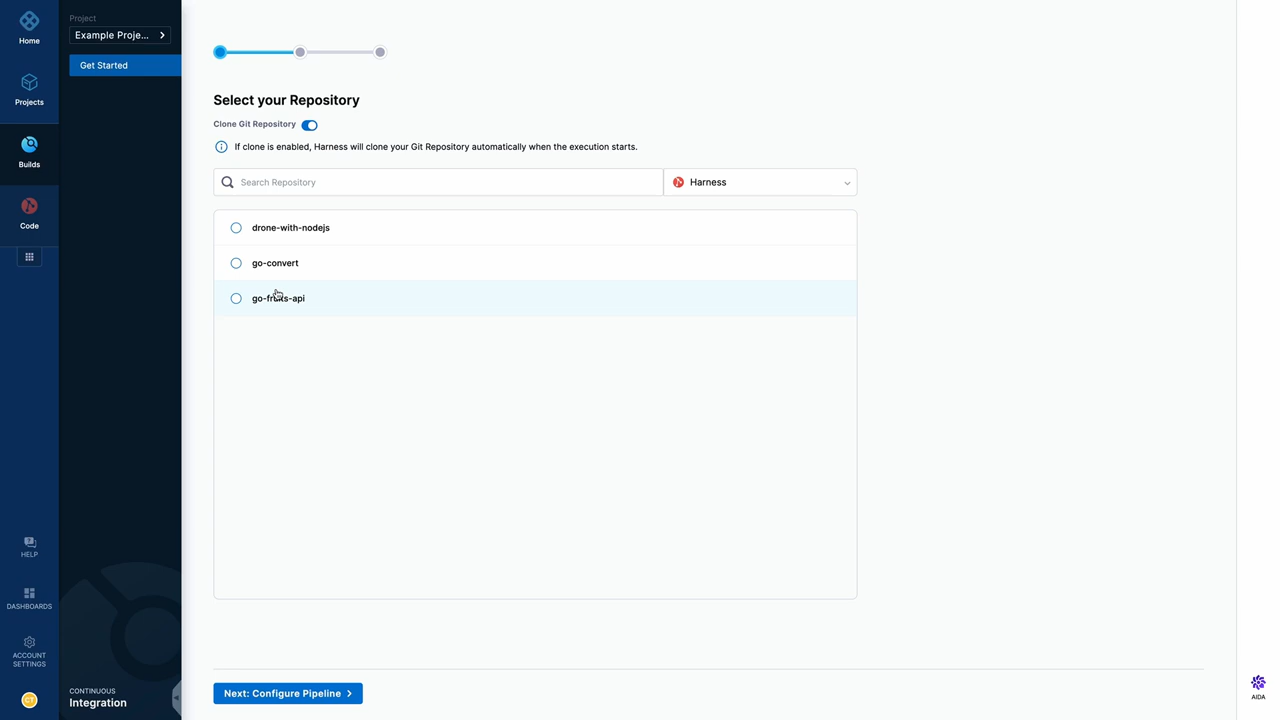 Home
Projects
Builds
Code
HELP
DASHBOARDS
ACCOUNT
SETTINGS
CT
Project
Example Proje...
Get Started
CONTINUOUS
Integration
Select your Repository
Clone Git Repository
If clone is enabled, Harness will clone your Git Repository automatically when the execution starts.
Search Repository
Harness
drone-with-nodejs
go-convert
go-fruits-api
Next: Configure Pipeline
AIDA